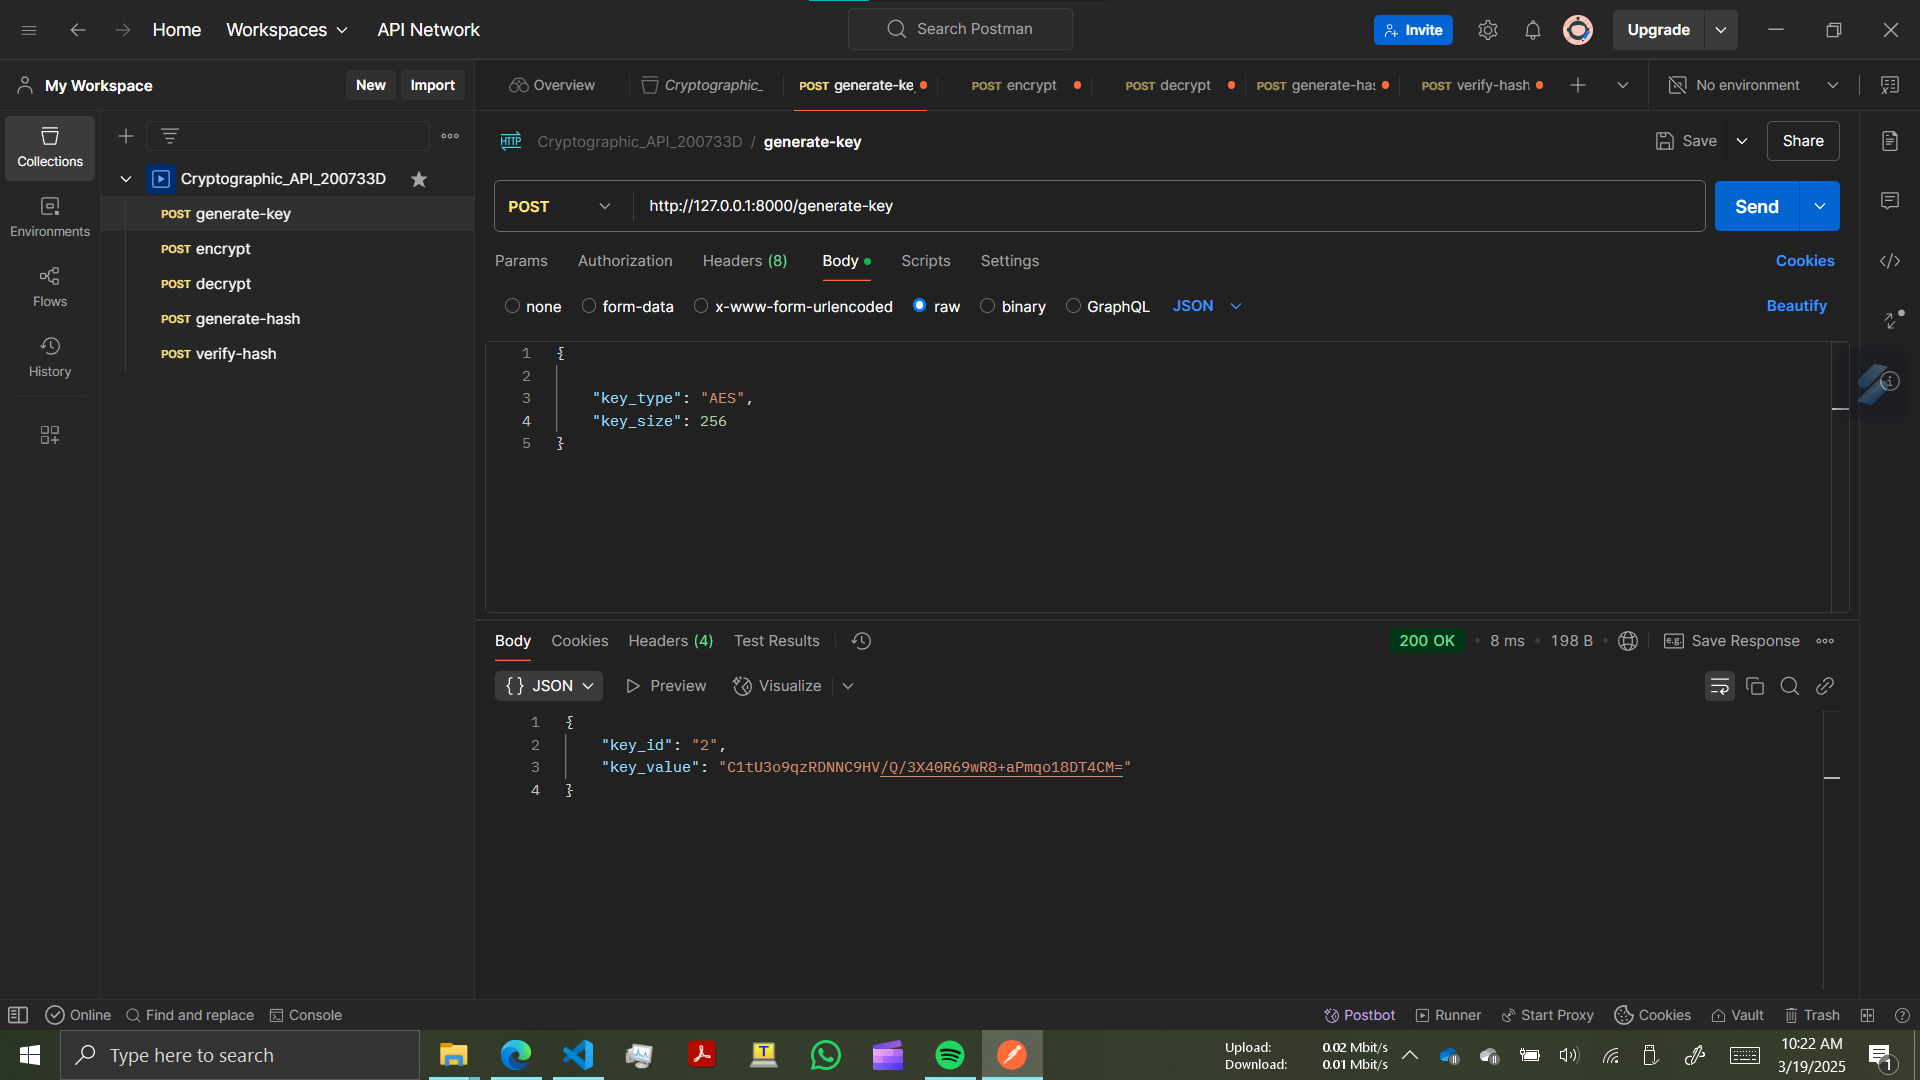 Home Workspaces API Network Search Postman Invite Upgrade
My Workspace New Import Overview Cryptographic_ POST generate-ke POST encrypt POST decrypt POST generate-has POST verify-hash No environment
Collections
Environments
Flows
History
Cryptographic_API_200733D
POST generate-key
POST encrypt
POST decrypt
POST generate-hash
POST verify-hash
HTTP Cryptographic_API_200733D / generate-key Save Share
POST http://127.0.0.1:8000/generate-key Send
Params Authorization Headers (8) Body Scripts Settings Cookies
none form-data x-www-form-urlencoded raw binary GraphQL JSON Beautify
1 {
2
3 "key_type": "AES",
4 "key_size": 256
5 }
Body Cookies Headers (4) Test Results 200 OK 8 ms 198 B e.g. Save Response
{} JSON Preview Visualize
1 {
2 "key_id": "2",
3 "key_value": "C1tU3o9qzRDNNC9HV/Q/3X40R69wR8+aPmqo18DT4CM="
4 }
Online Find and replace Console Postbot Runner Start Proxy Cookies Vault Trash
Type here to search
T
Upload: 0.02 Mbit/s
Download: 0.01 Mbit/s
10:22 AM
3/19/2025
1